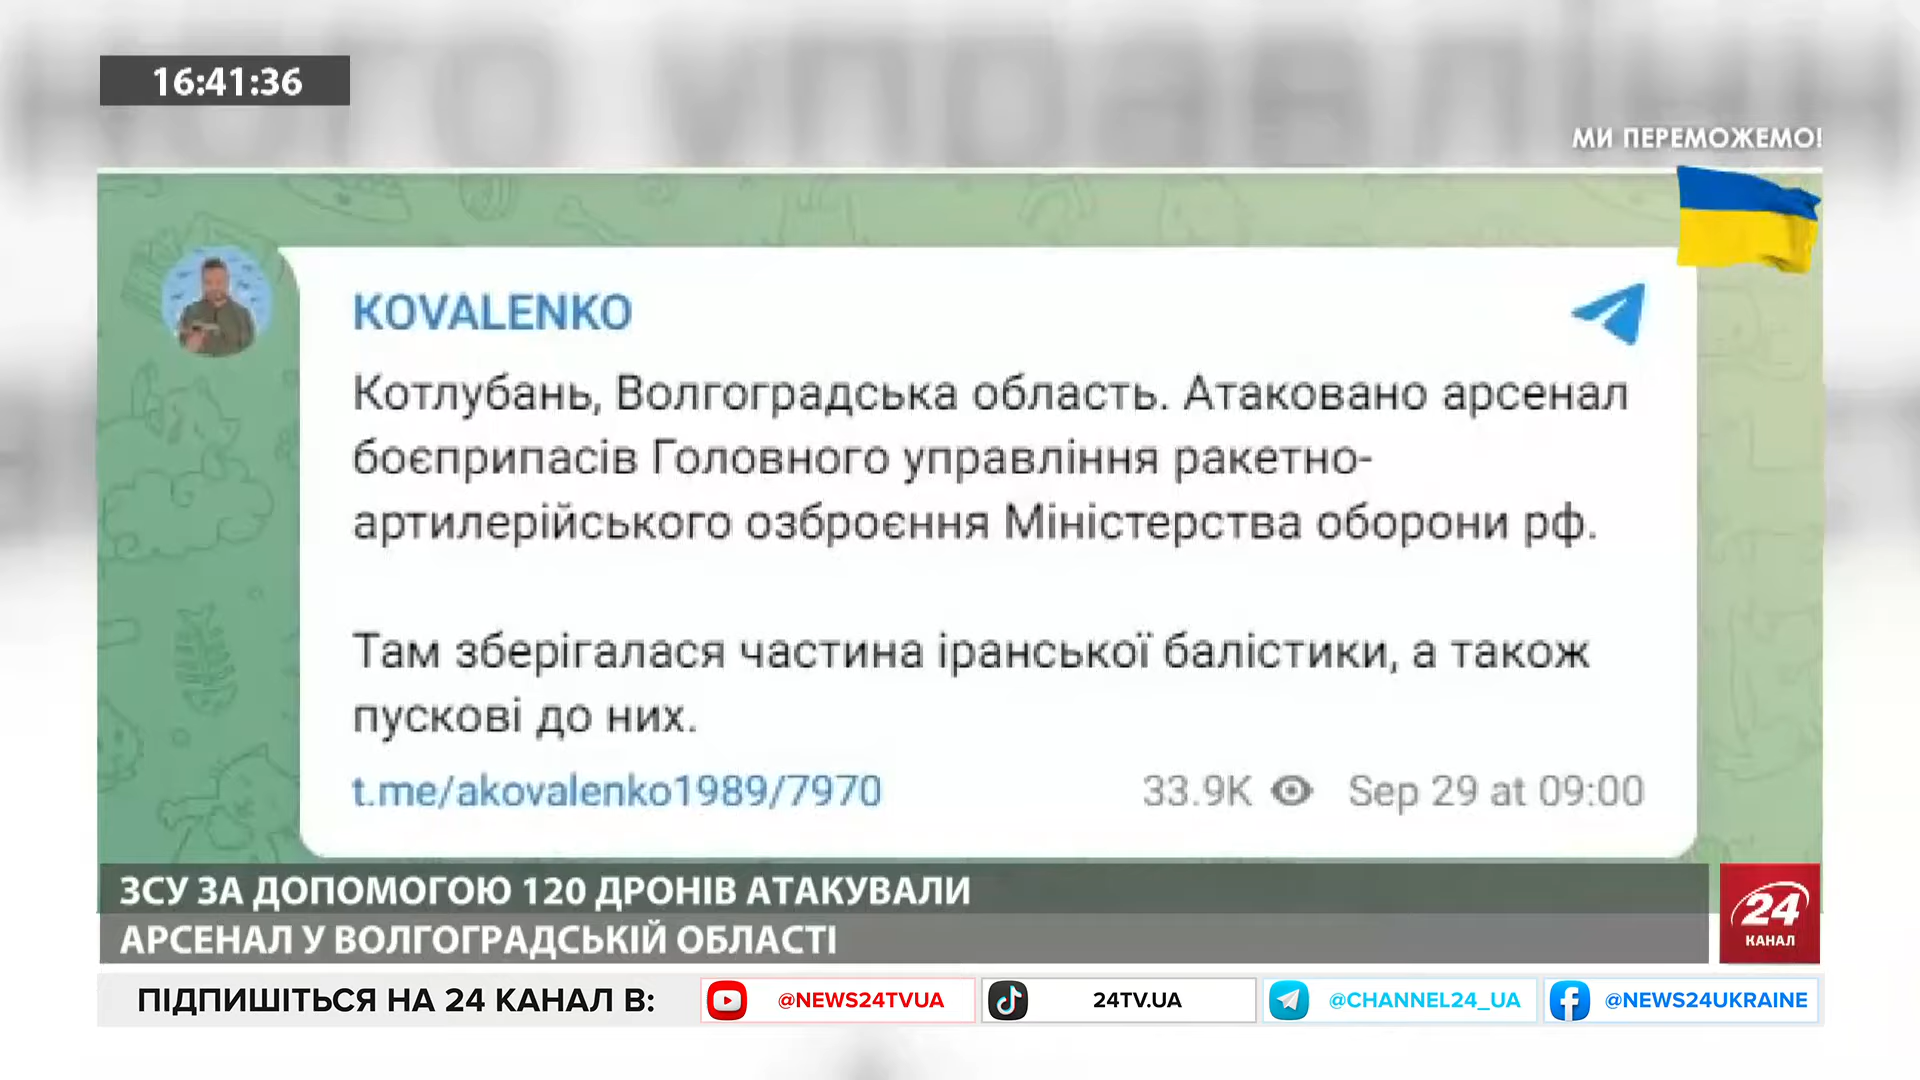 16:41:36
МИ ПЕРЕМОЖЕМО!
KOVALENKO
Котлубань, Волгоградська область. Атаковано арсенал
боєприпасів Головного управління ракетно-
артилерійського озброєння Міністерства оборони рф.
Там зберігалася частина іранської балістики, а також
пускові до них.
t.me/akovalenko1989/7970
33.9K Sep 29 at 09:00
ЗСУ ЗА ДОПОМОГОЮ 120 ДРОНІВ АТАКУВАЛИ
АРСЕНАЛ У ВОЛГОГРАДСЬКІЙ ОБЛАСТІ
24
КАНАЛ
ПІДПИШІТЬСЯ НА 24 КАНАЛ В:
@NEWS24TVUA
24TV.UA
@CHANNEL24_UA
@NEWS24UKRAINE